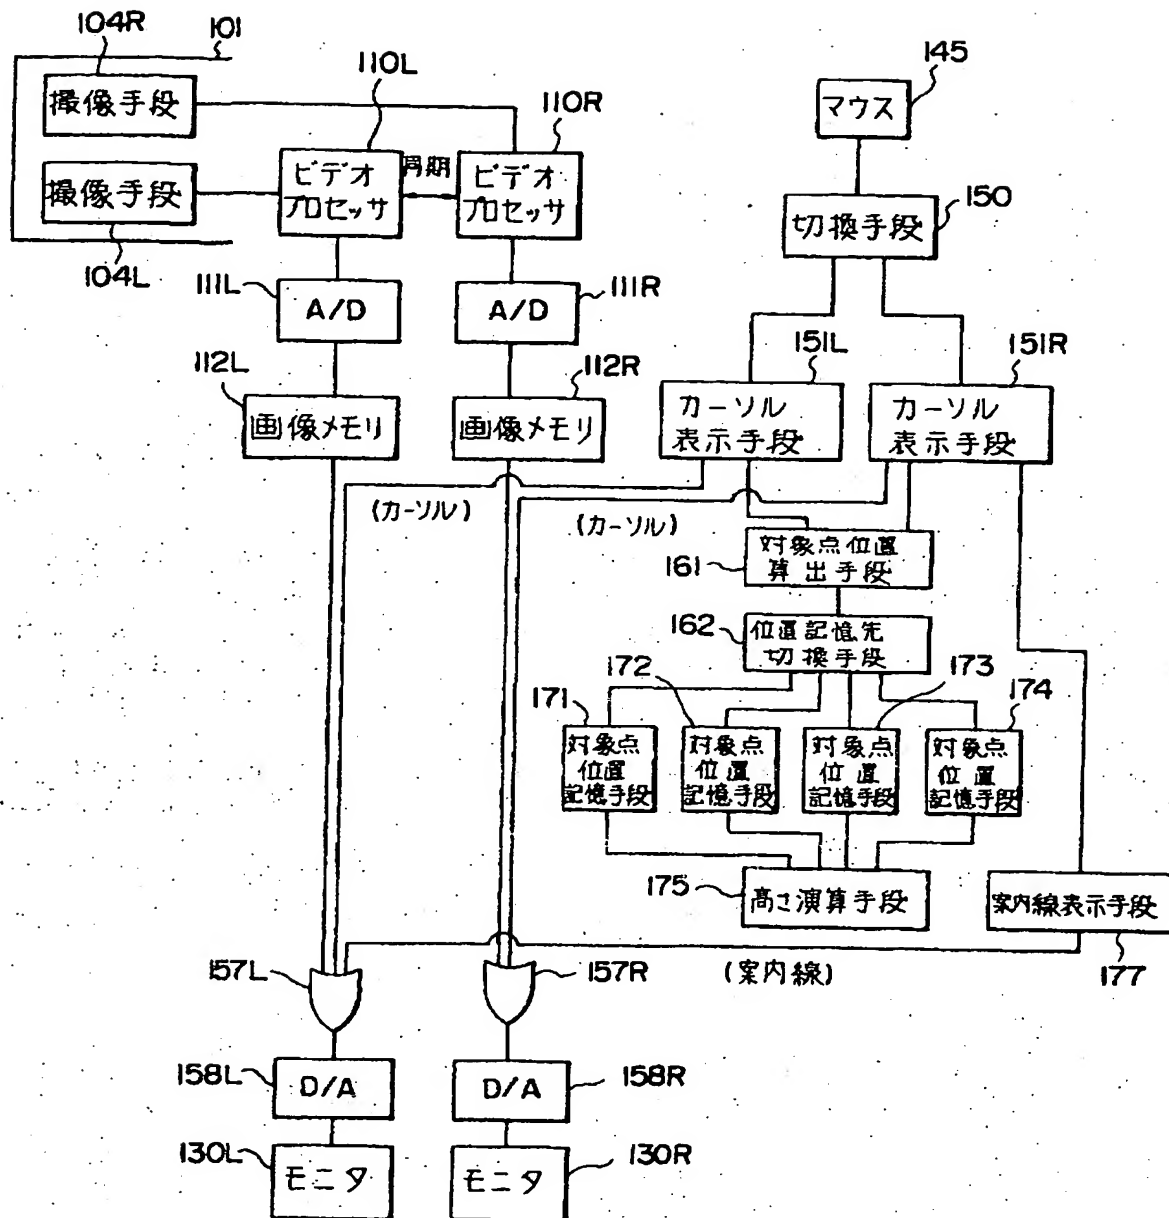 104R
101
撮像手段
撮像手段
104L
110L
110R
ビデオ
プロセッサ
同期
ビデオ
プロセッサ
145
マウス
150
切換手段
111L
A/D
A/D
111R
112L
画像メモリ
112R
画像メモリ
151L
カーソル
表示手段
151R
カーソル
表示手段
(カーソル)
(カーソル)
161
対象点位置
算出手段
162
位置記憶先
切換手段
171
対象点
位置
記憶手段
172
対象点
位置
記憶手段
173
対象点
位置
記憶手段
174
対象点
位置
記憶手段
175
高さ演算手段
案内線表示手段
177
(案内線)
157L
157R
158L
D/A
D/A
158R
130L
モニタ
モニタ
130R